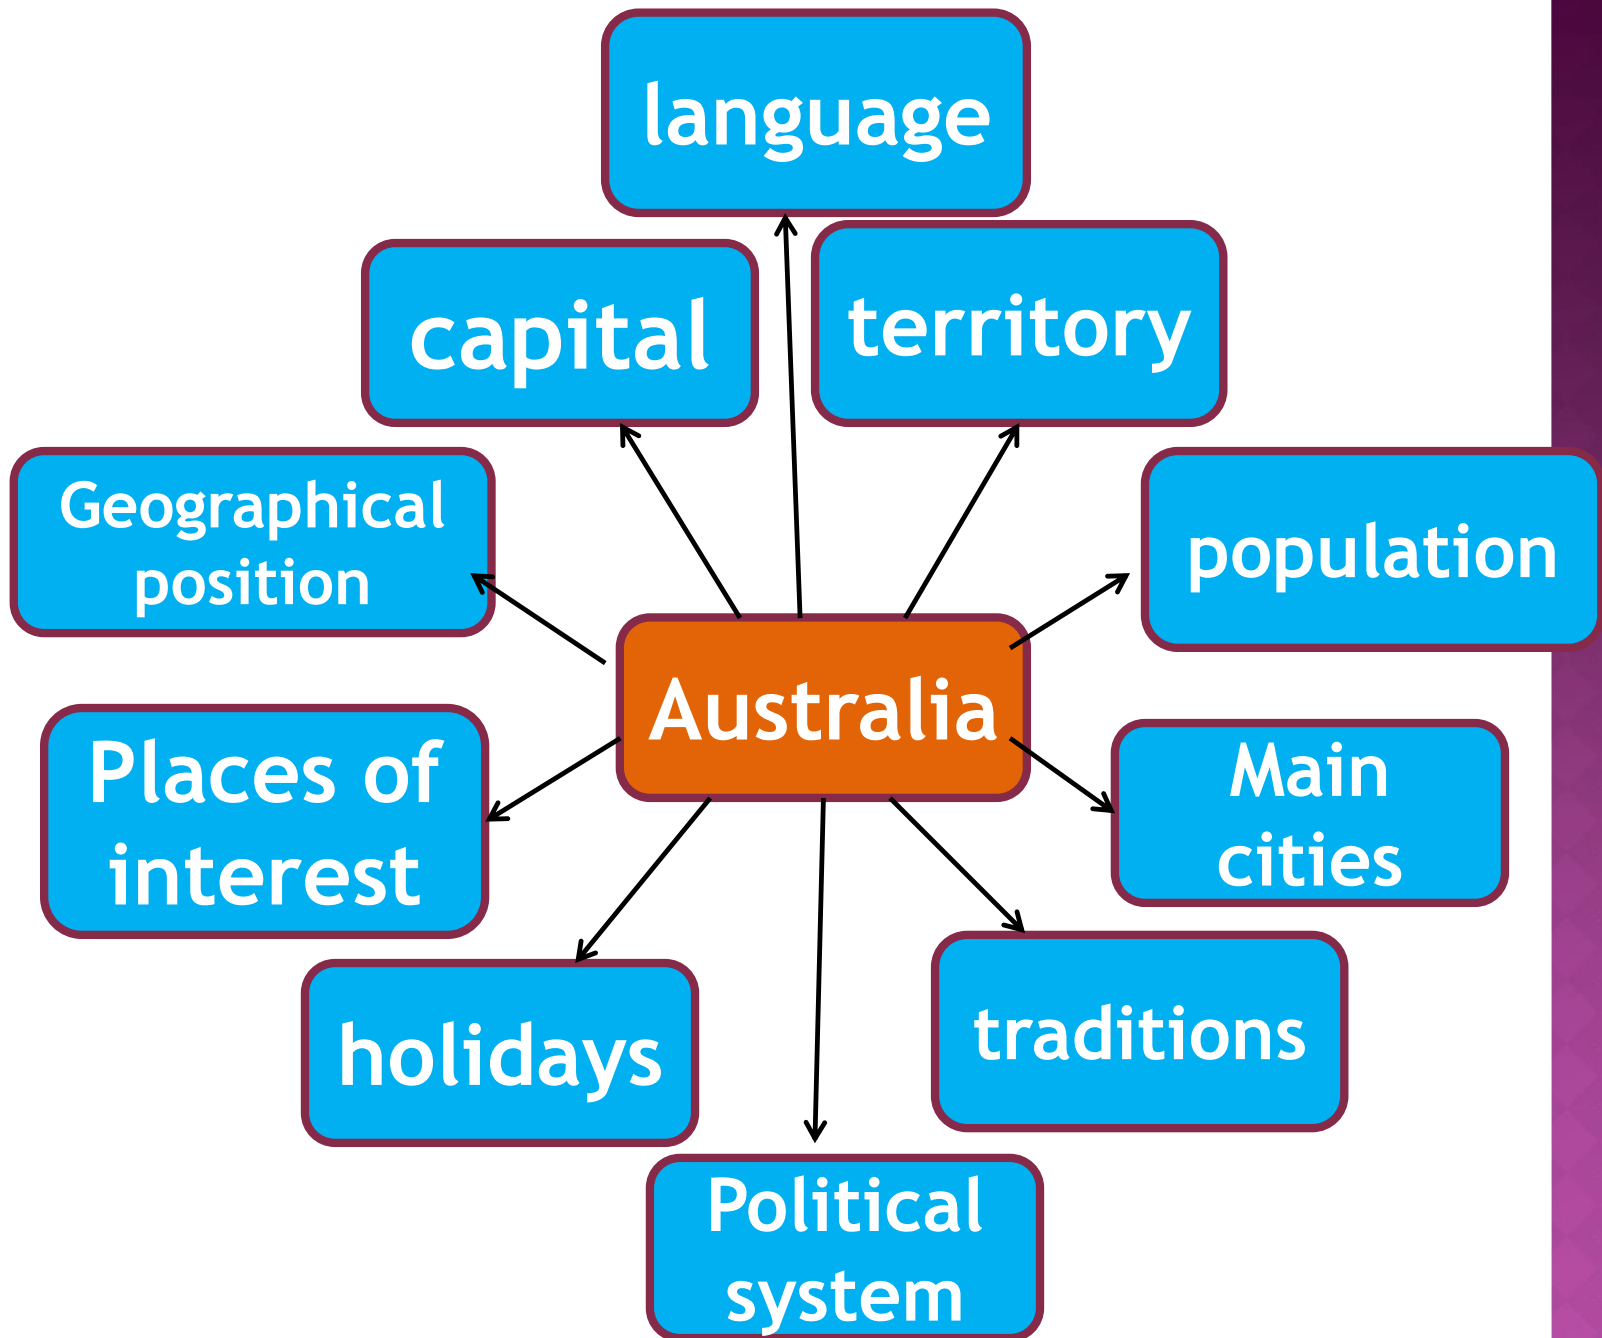 language
capital
territory
Geographical
position
population
Australia
Places of
interest
Main
cities
holidays
traditions
Political
system